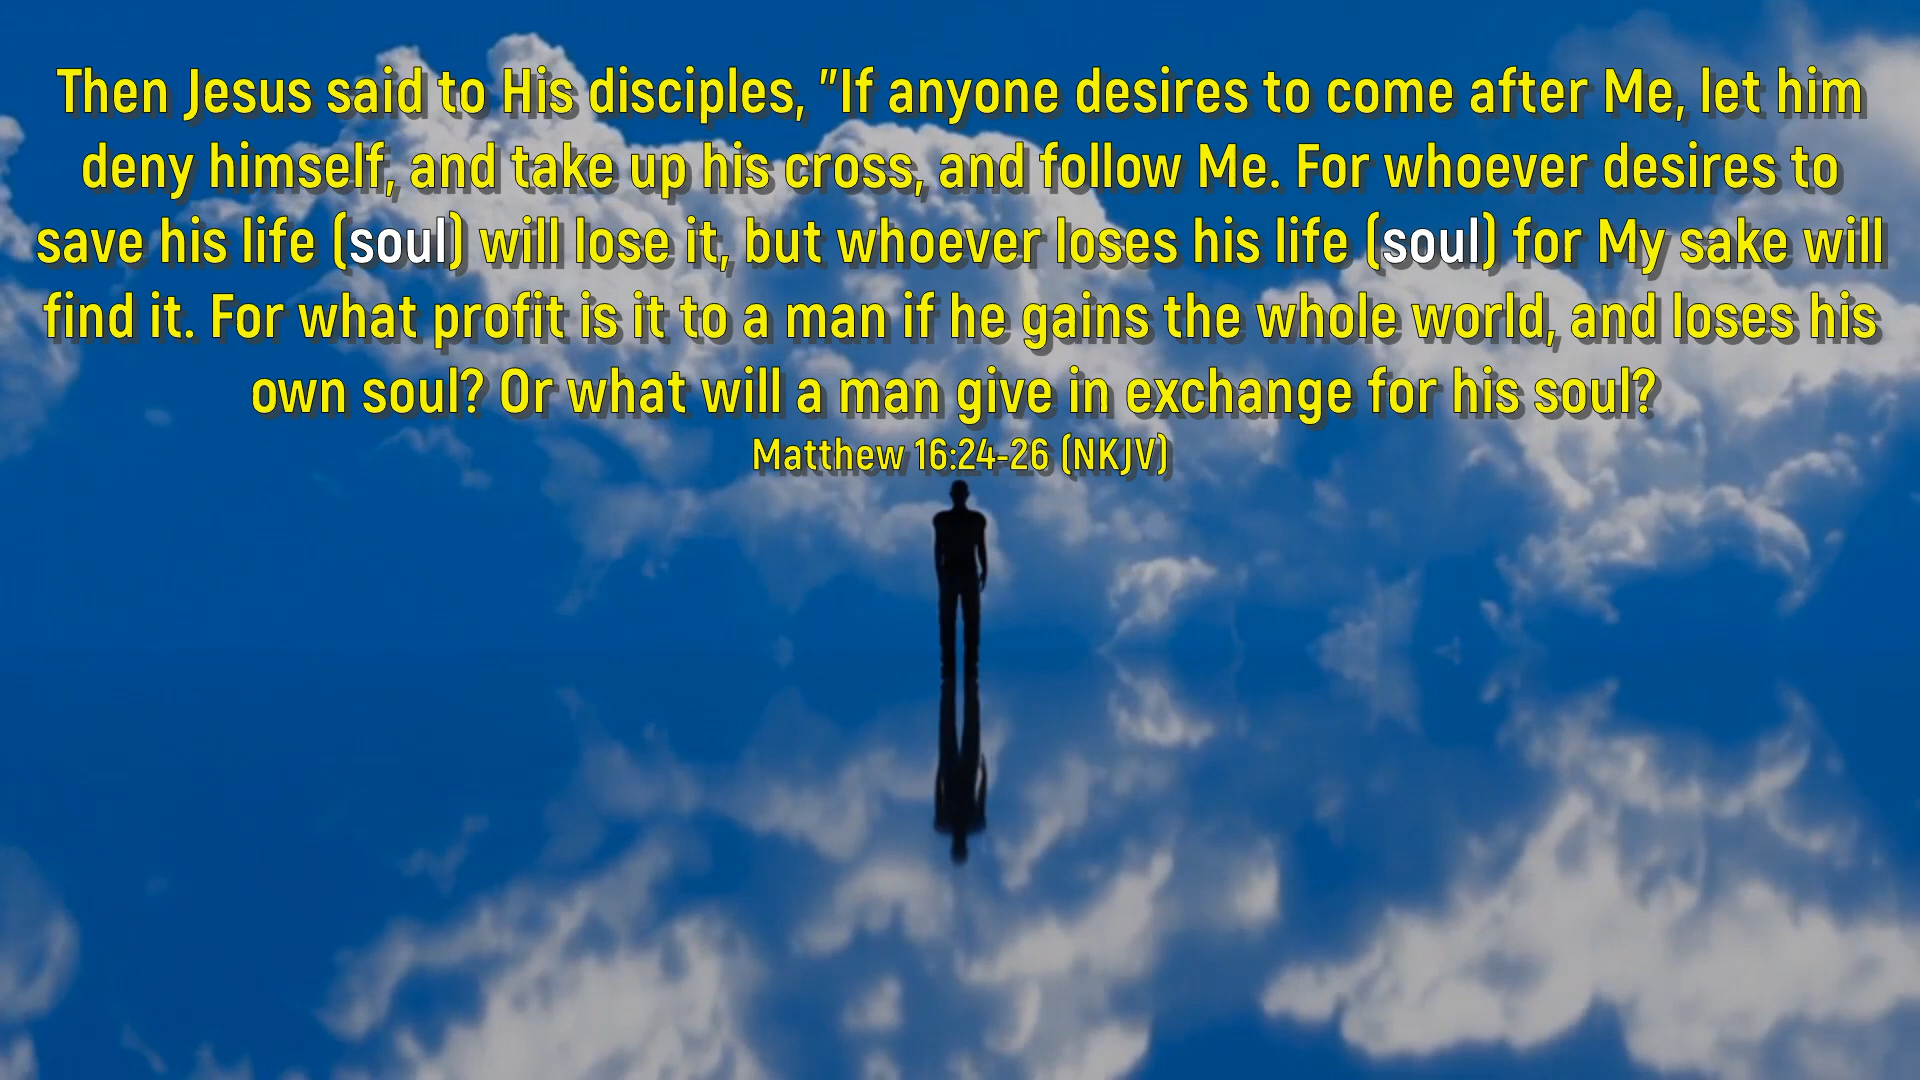 Then Jesus said to His disciples, "If anyone desires to come after Me, let him
deny himself, and take up his cross, and follow Me. For whoever desires to
save his life (soul) will lose it, but whoever loses his life (soul) for My sake will
find it. For what profit is it to a man if he gains the whole world, and loses his
own soul? Or what will a man give in exchange for his soul?
Matthew 16:24-26 (NKJV)